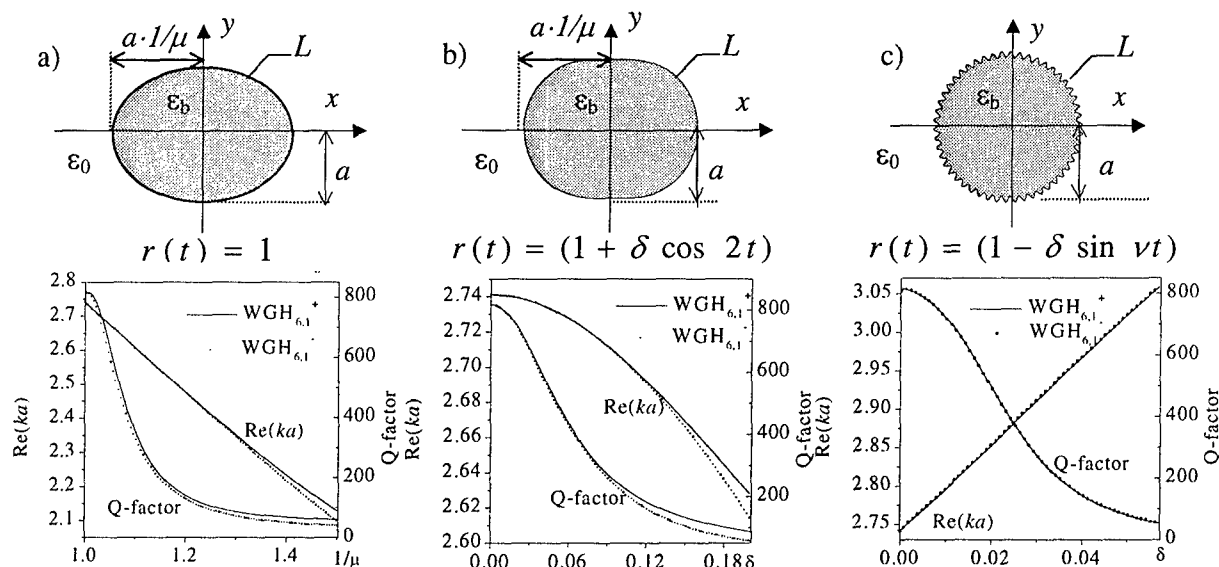 a)
a·1/μ
y
L
ε_b
x
ε_0
a
b)
a·1/μ
y
L
ε_b
x
a
c)
y
L
ε_b
x
ε_0
a
r(t) = 1
r(t) = (1 + δ cos 2t)
r(t) = (1 - δ sin νt)
Re(ka)
2.8
2.7
2.6
2.5
2.4
2.3
2.2
2.1
WGH_{6,1}^+
WGH_{6,1}^-
Re(ka)
Q-factor
800
600
400
200
0
Q-factor
1.0
1.2
1.4
1/μ
Re(ka)
2.74
2.72
2.70
2.68
2.66
2.64
2.62
2.60
WGH_{6,1}^+
WGH_{6,1}^-
Re(ka)
Q-factor
800
600
400
200
0
Q-factor
0.00
0.06
0.12
0.18δ
Re(ka)
3.05
3.00
2.95
2.90
2.85
2.80
2.75
WGH_{6,1}^+
WGH_{6,1}
Q-factor
Re(ka)
800
600
400
200
0
Q-factor
0.00
0.02
0.04
δ